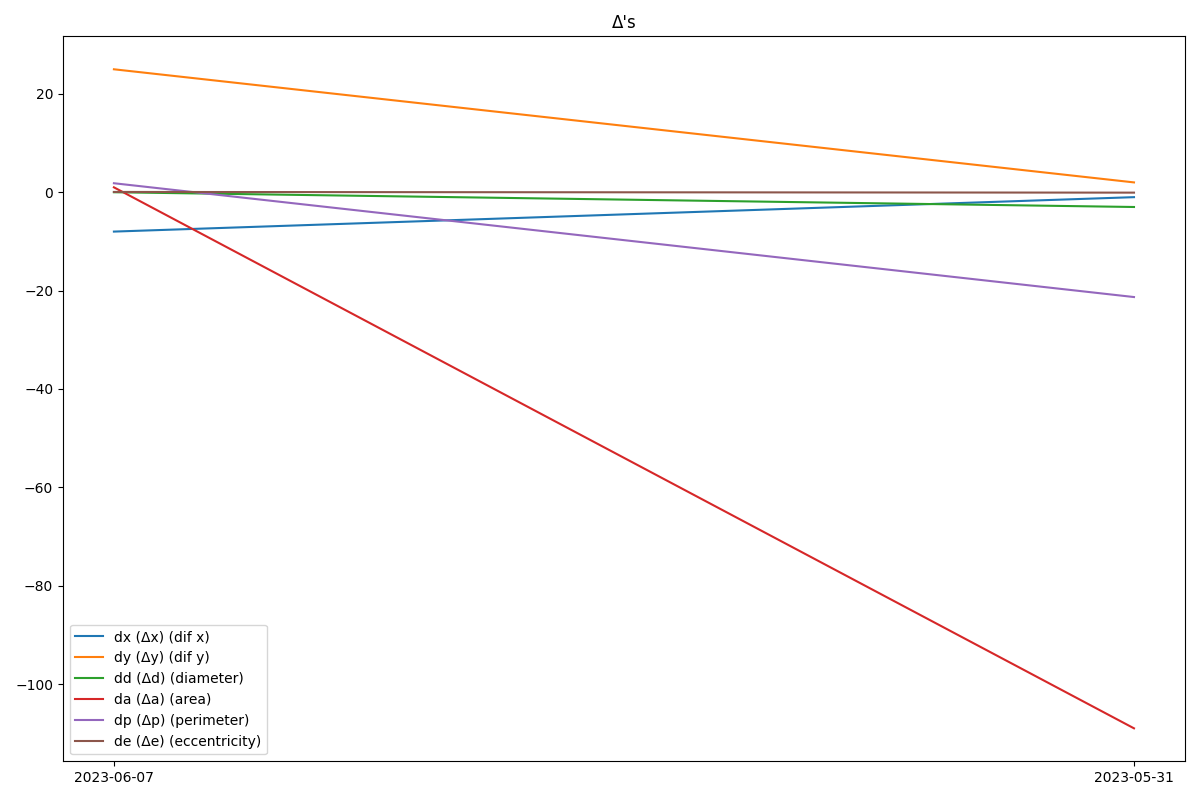 Δ's
20
0
−20
−40
−60
−80
−100
dx (Δx) (dif x)
dy (Δy) (dif y)
dd (Δd) (diameter)
da (Δa) (area)
dp (Δp) (perimeter)
de (Δe) (eccentricity)
2023-06-07
2023-05-31